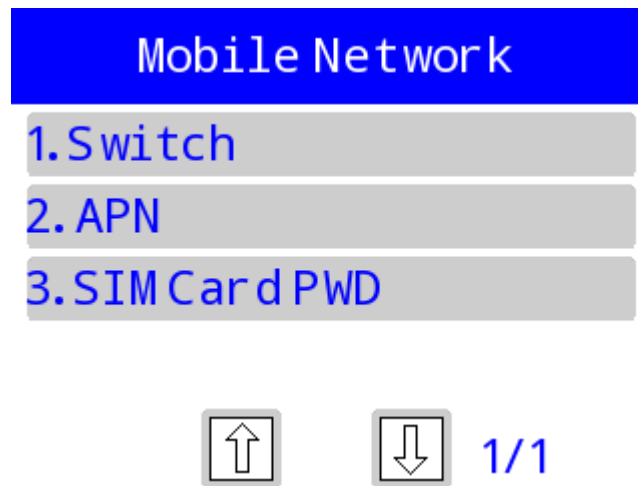 Mobile Network
1.Switch
2.APN
3.SIM Card PWD
1/1